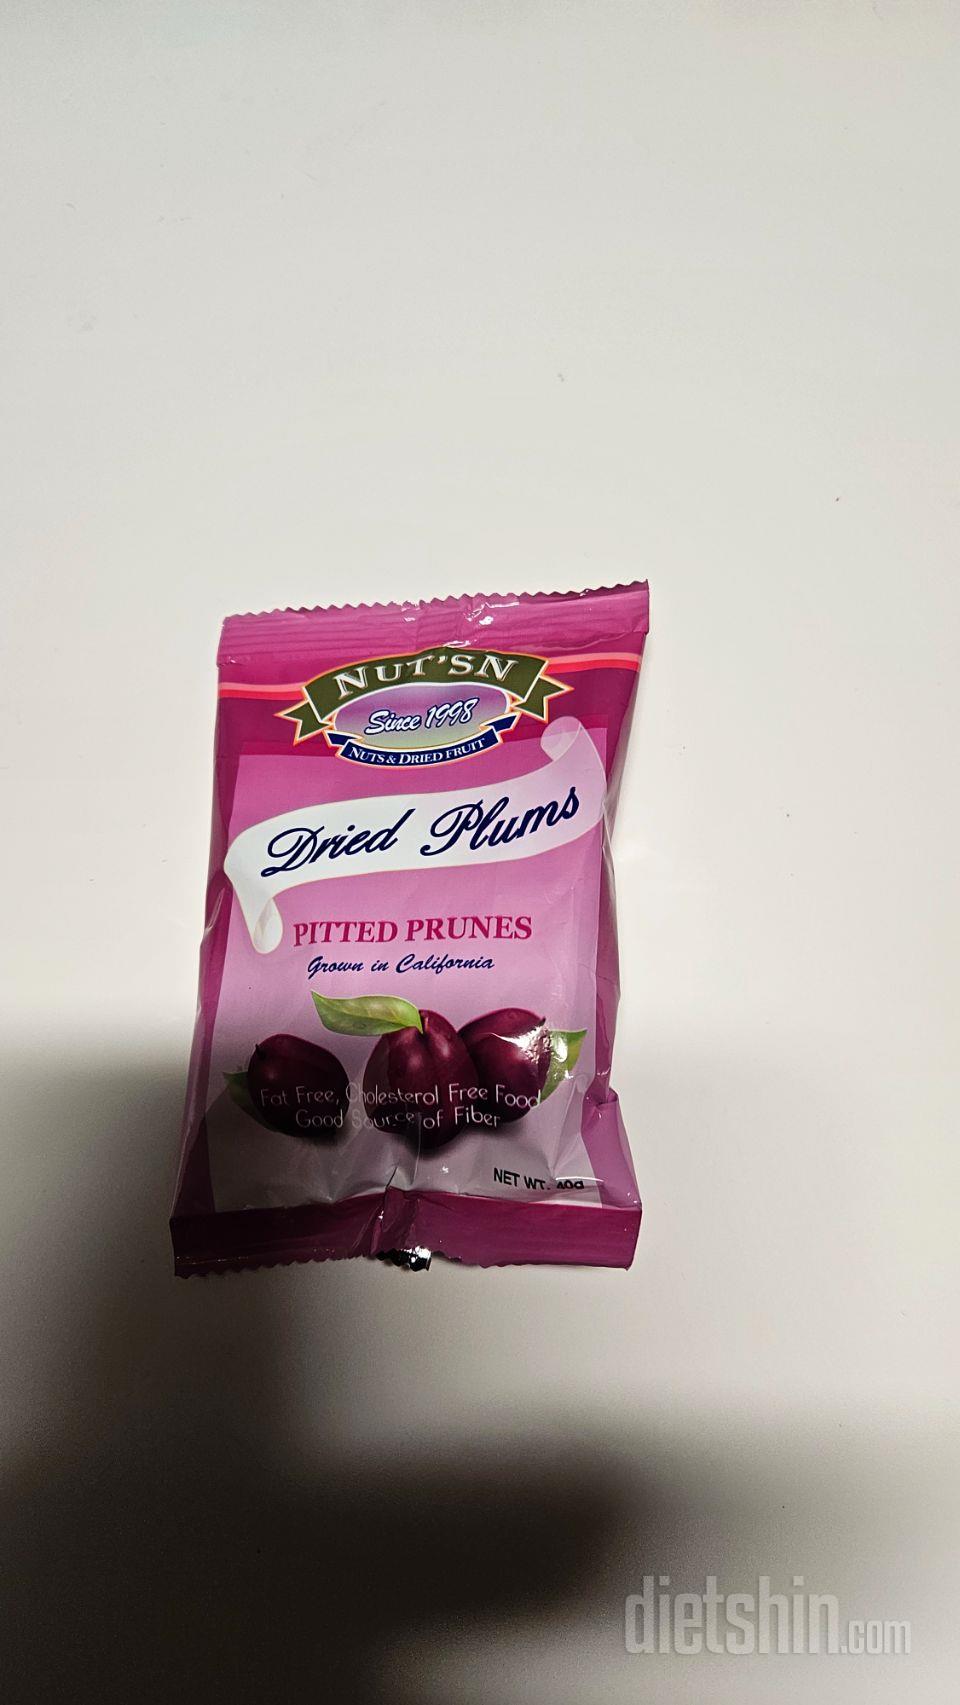 NUT'SN
Since 1998
NUTS & DRIED FRUIT
Dried Plums
PITTED PRUNES
Grown in California
Fat Free, Cholesterol Free Food
Good Source of Fiber
NET WT. 40g
dietshin.com